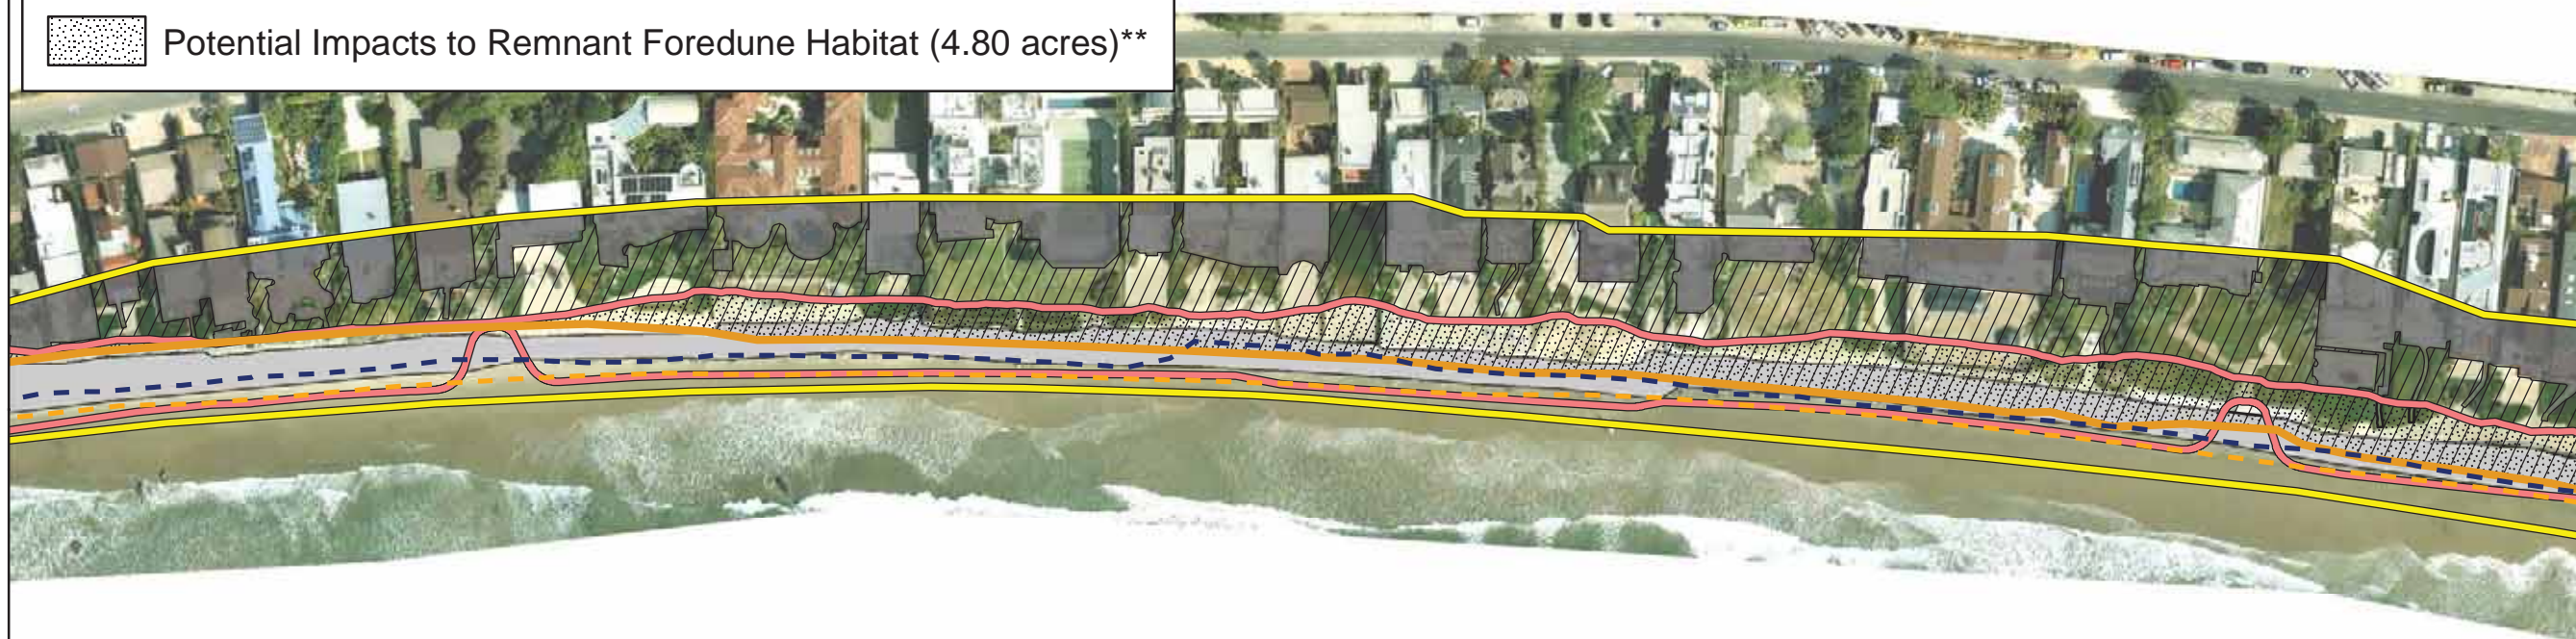 Potential Impacts to Remnant Foredune Habitat (4.80 acres)**